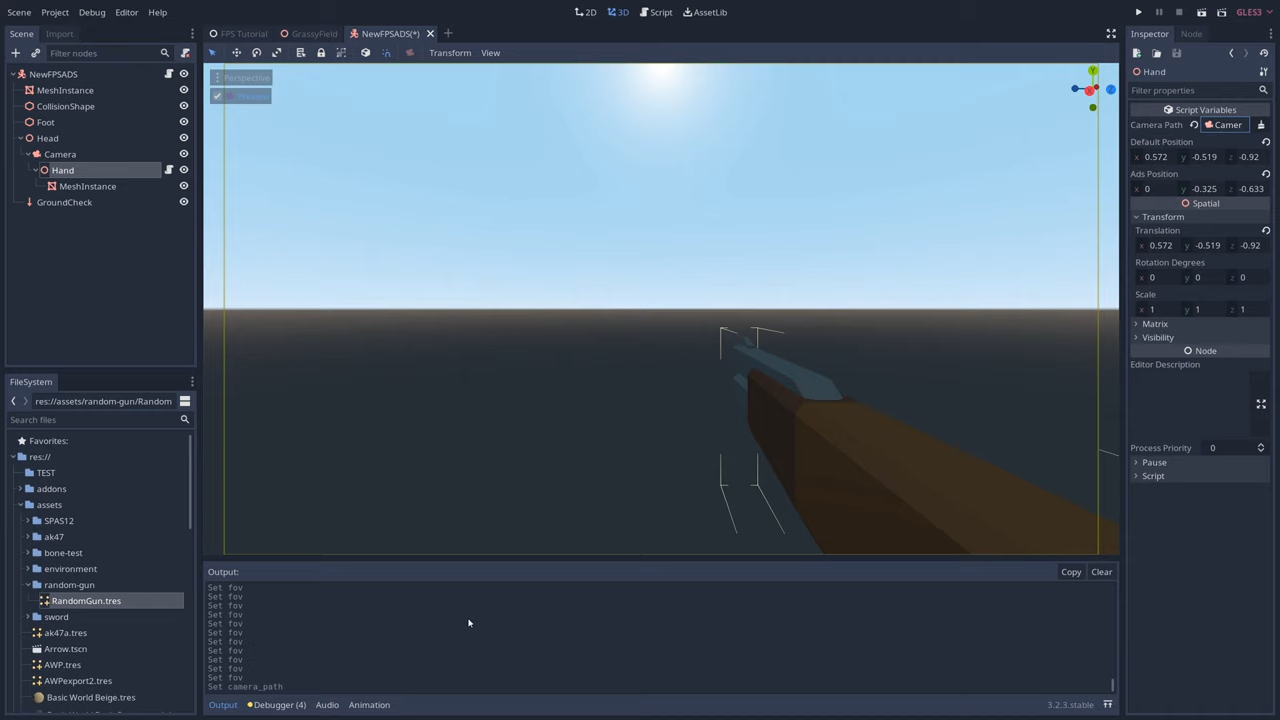 Scene Project Debug Editor Help
2D 3D Script AssetLib
GLES3
Scene Import
FPS Tutorial GrassyField NewFPSADS(*)
Inspector Node
Filter nodes
Transform View
Hand
NewFPSADS
Perspective
MeshInstance
Filter properties
CollisionShape
Script Variables
Foot
Camera Path Camer
Head
Default Position
Camera
x 0.572 y -0.519 z -0.92
Hand
Ads Position
MeshInstance
x 0 y -0.325 z -0.633
GroundCheck
Spatial
Transform
Translation
x 0.572 y -0.519 z -0.92
Rotation Degrees
x 0 y 0 z 0
Scale
x 1 y 1 z 1
Matrix
Visibility
Node
Editor Description
Process Priority 0
Pause
Script
FileSystem
res://assets/random-gun/Random
Search files
Favorites:
res://
TEST
addons
assets
SPAS12
ak47
bone-test
environment
random-gun
RandomGun.tres
sword
ak47a.tres
Arrow.tscn
AWP.tres
AWPexport2.tres
Basic World Beige.tres
Output: Copy Clear
Set fov
Set fov
Set fov
Set fov
Set fov
Set fov
Set fov
Set fov
Set fov
Set fov
Set fov
Set camera_path
Output Debugger (4) Audio Animation 3.2.3.stable